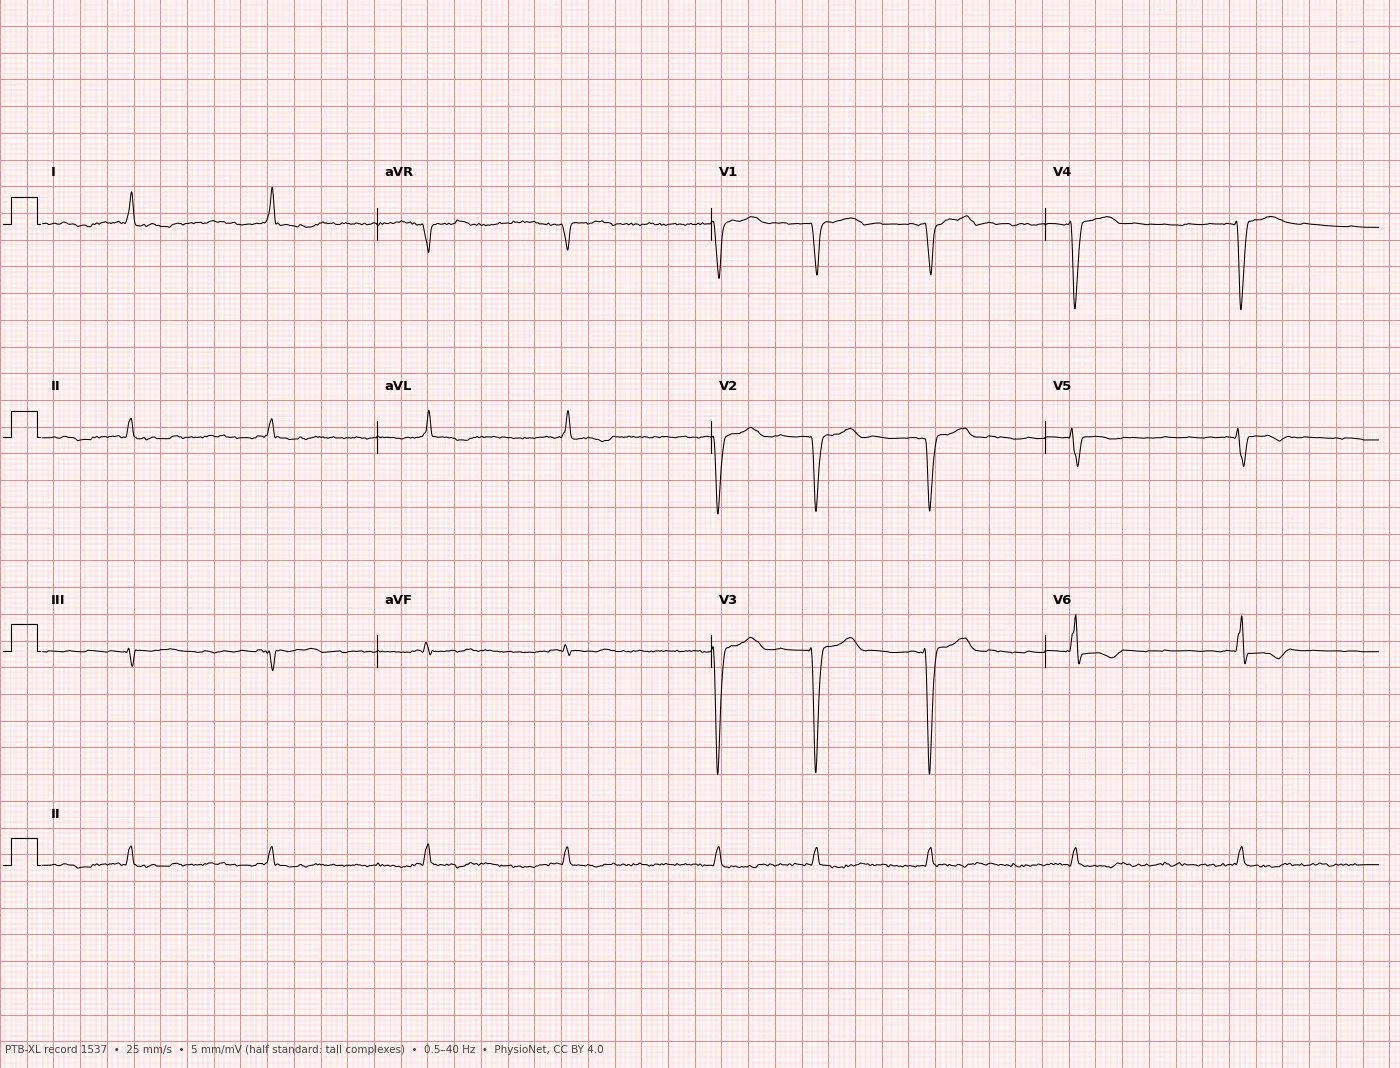 I aVR V1 V4
II aVL V2 V5
III aVF V3 V6
II
PTB-XL record 1537 • 25 mm/s • 5 mm/mV (half standard: tall complexes) • 0.5–40 Hz • PhysioNet, CC BY 4.0